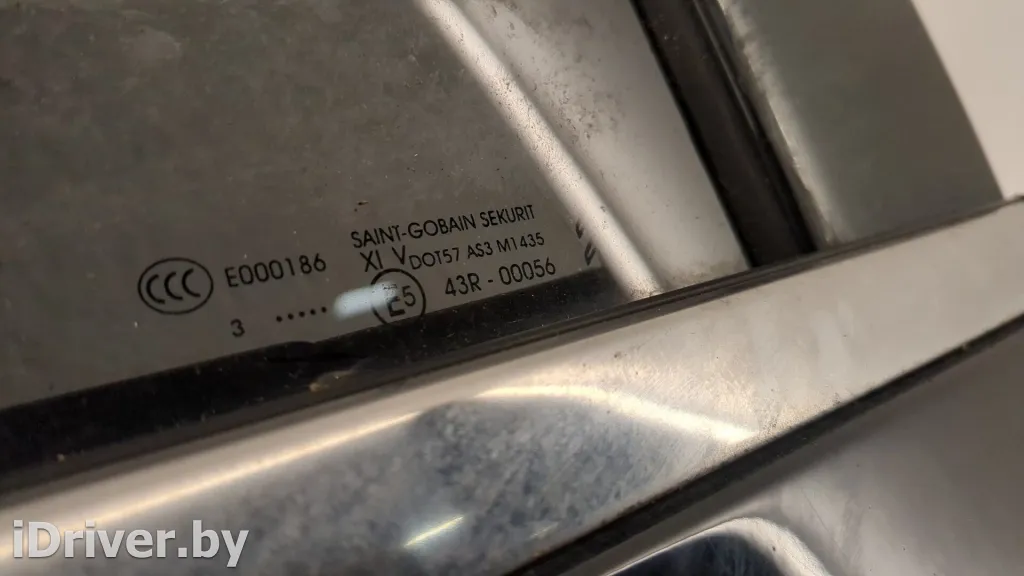 SAINT-GOBAIN SEKURIT
CCC E000186 XI V DOT57 AS3 M1435
3 ..... E5 43R - 00056
iDriver.by